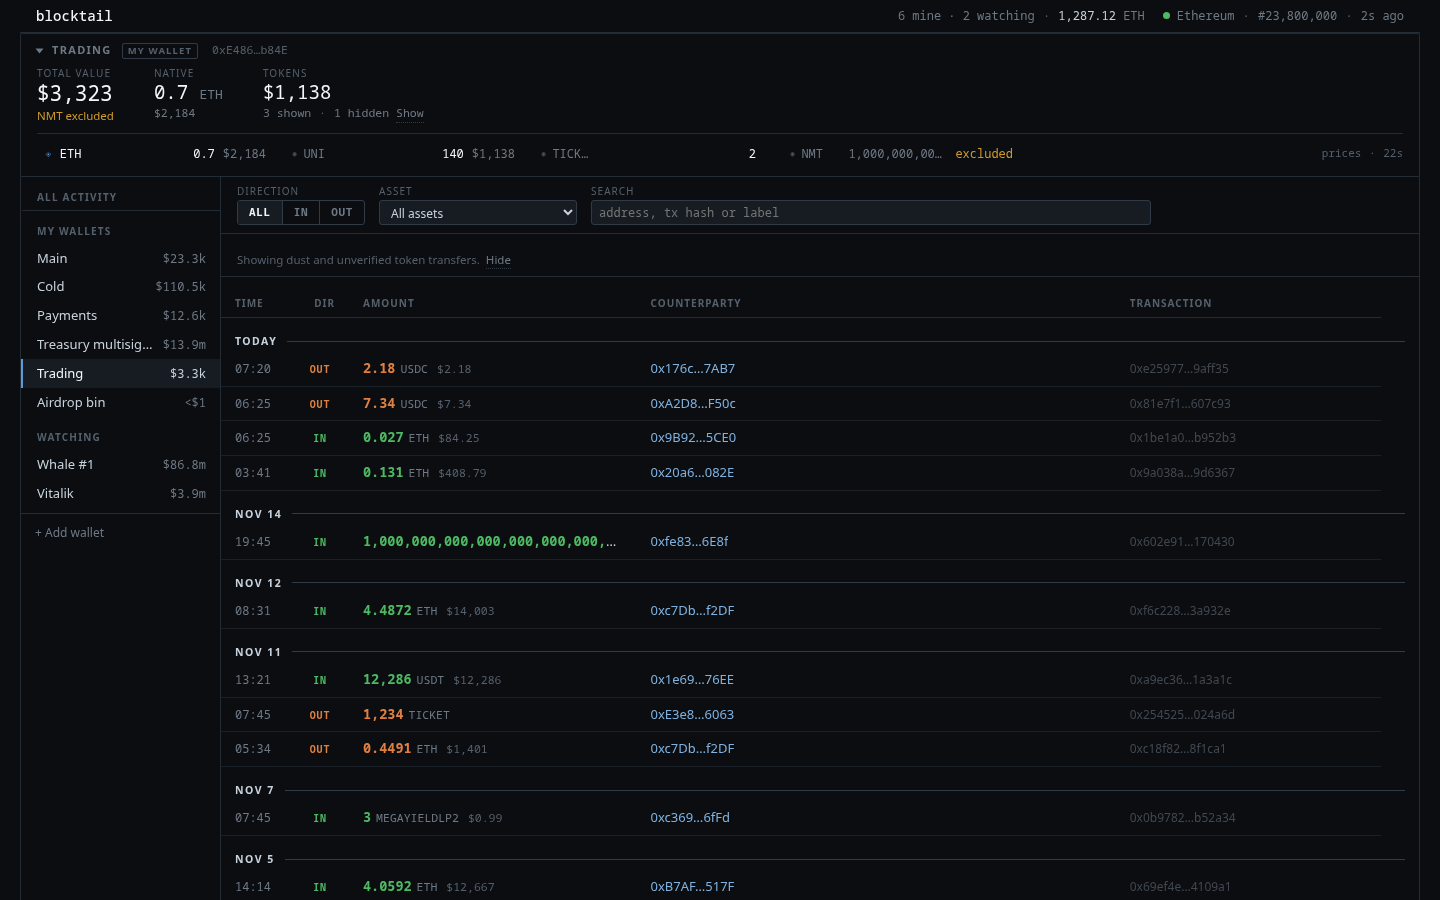 blocktail
6 mine · 2 watching · 1,287.12 ETH Ethereum · #23,800,000 · 2s ago
TRADING MY WALLET 0xE486…b84E
TOTAL VALUE NATIVE TOKENS
$3,323 0.7 ETH $1,138
NMT excluded $2,184 3 shown · 1 hidden Show
ETH 0.7 $2,184 UNI 140 $1,138 TICK… 2 NMT 1,000,000,00… excluded prices · 22s
ALL ACTIVITY
MY WALLETS
Main $23.3k
Cold $110.5k
Payments $12.6k
Treasury multisig… $13.9m
Trading $3.3k
Airdrop bin <$1
WATCHING
Whale #1 $86.8m
Vitalik $3.9m
+ Add wallet
DIRECTION ASSET SEARCH
ALL IN OUT All assets address, tx hash or label
Showing dust and unverified token transfers. Hide
TIME DIR AMOUNT COUNTERPARTY TRANSACTION
TODAY
07:20 OUT 2.18 USDC $2.18 0x176c…7AB7 0xe25977…9aff35
06:25 OUT 7.34 USDC $7.34 0xA2D8…F50c 0x81e7f1…607c93
06:25 IN 0.027 ETH $84.25 0x9B92…5CE0 0x1be1a0…b952b3
03:41 IN 0.131 ETH $408.79 0x20a6…082E 0x9a038a…9d6367
NOV 14
19:45 IN 1,000,000,000,000,000,000,000,… 0xfe83…6E8f 0x602e91…170430
NOV 12
08:31 IN 4.4872 ETH $14,003 0xc7Db…f2DF 0xf6c228…3a932e
NOV 11
13:21 IN 12,286 USDT $12,286 0x1e69…76EE 0xa9ec36…1a3a1c
07:45 OUT 1,234 TICKET 0xE3e8…6063 0x254525…024a6d
05:34 OUT 0.4491 ETH $1,401 0xc7Db…f2DF 0xc18f82…8f1ca1
NOV 7
07:45 IN 3 MEGAYIELDLP2 $0.99 0xc369…6fFd 0x0b9782…b52a34
NOV 5
14:14 IN 4.0592 ETH $12,667 0xB7AF…517F 0x69ef4e…4109a1